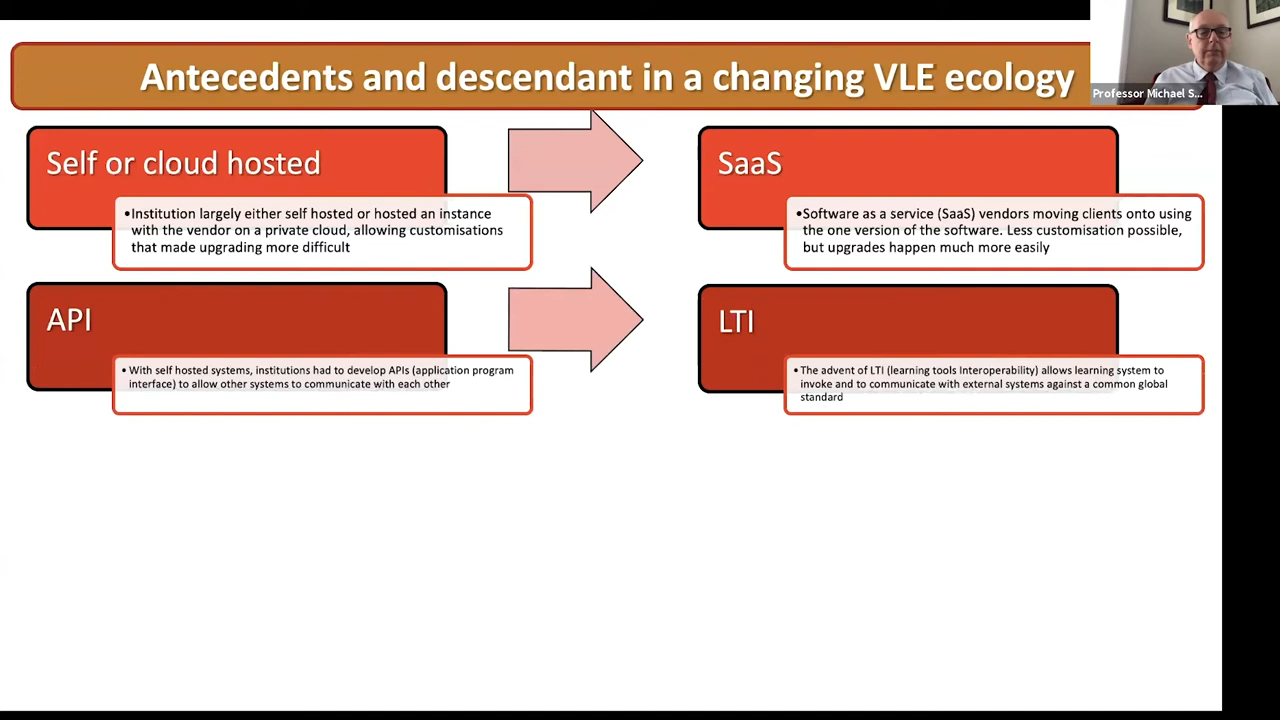 Antecedents and descendant in a changing VLE ecology
Professor Michael S...
Self or cloud hosted
•Institution largely either self hosted or hosted an instance
with the vendor on a private cloud, allowing customisations
that made upgrading more difficult
SaaS
•Software as a service (SaaS) vendors moving clients onto using
the one version of the software. Less customisation possible,
but upgrades happen much more easily
API
• With self hosted systems, institutions had to develop APIs (application program
interface) to allow other systems to communicate with each other
LTI
• The advent of LTI (learning tools Interoperability) allows learning system to
invoke and to communicate with external systems against a common global
standard